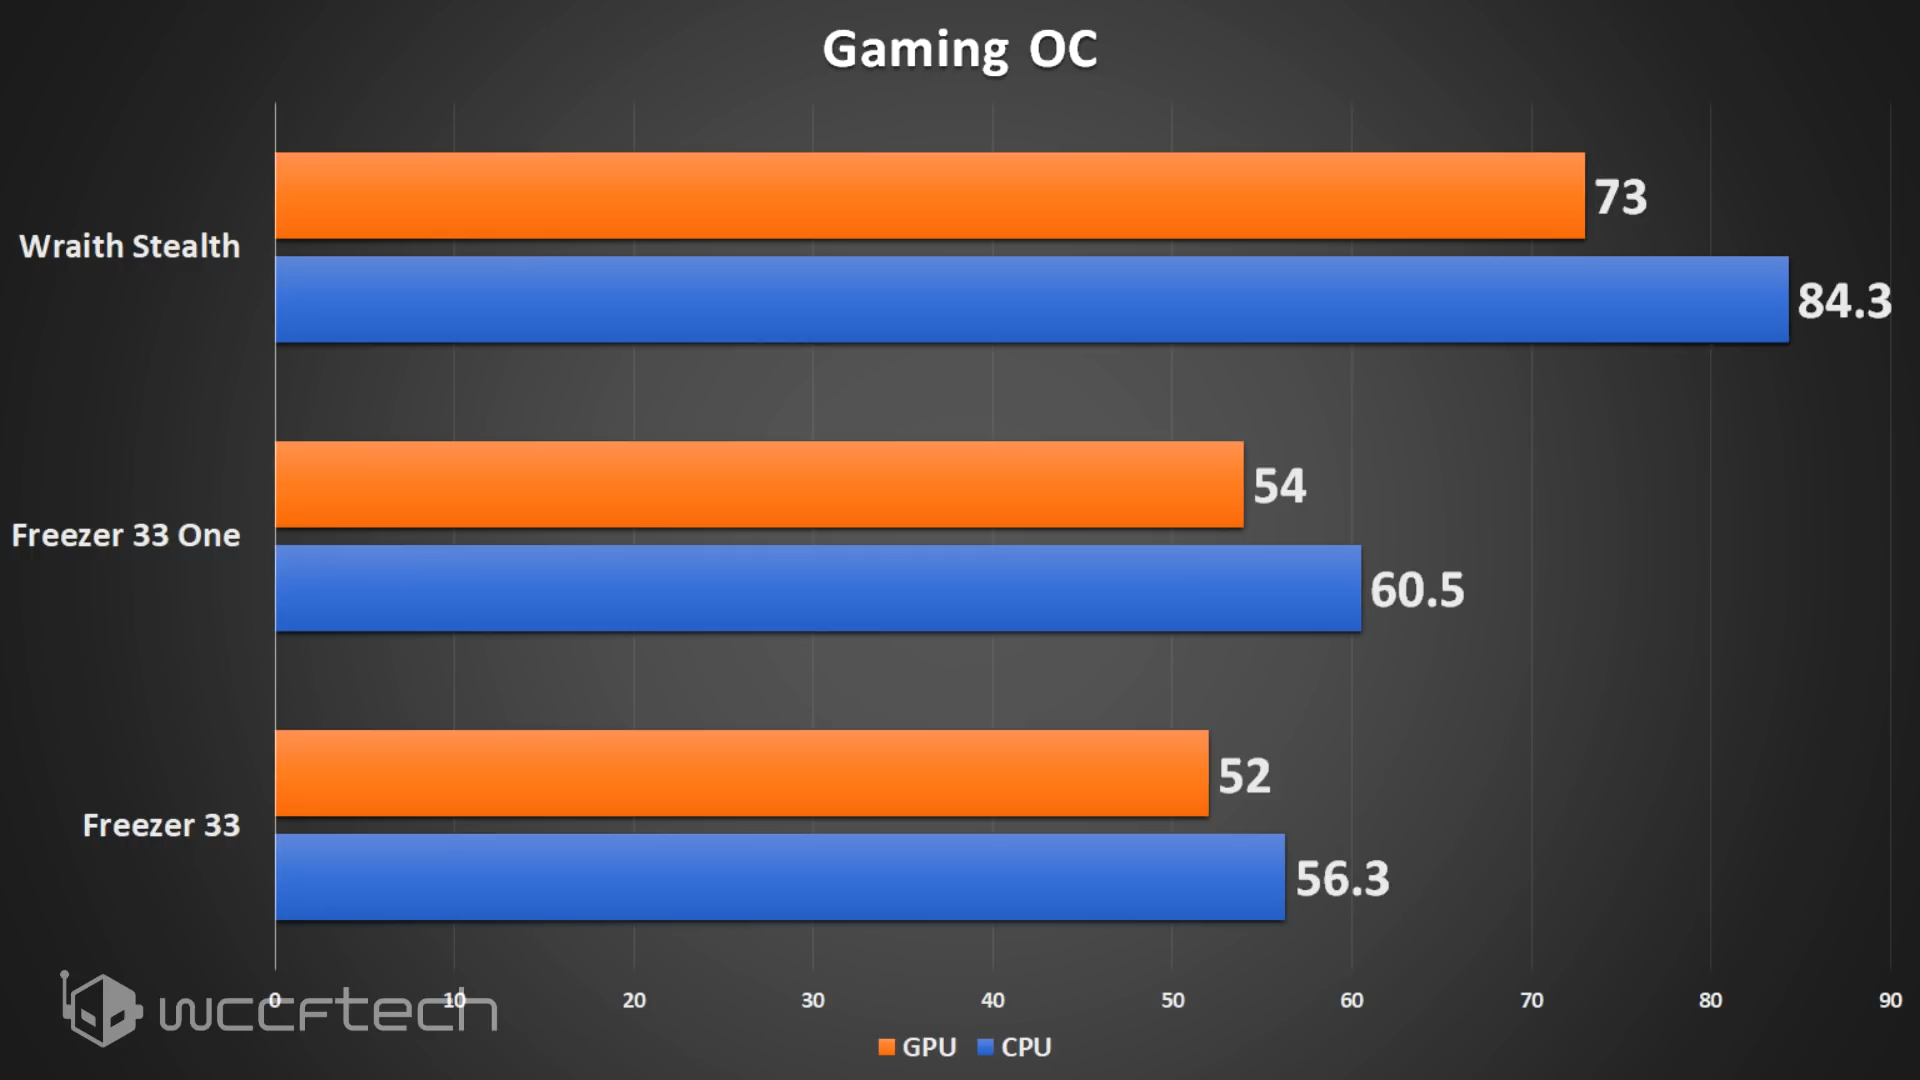 Gaming OC
Wraith Stealth
73
84.3
Freezer 33 One
54
60.5
Freezer 33
52
56.3
0 10 20 30 40 50 60 70 80 90
wccftech
GPU CPU